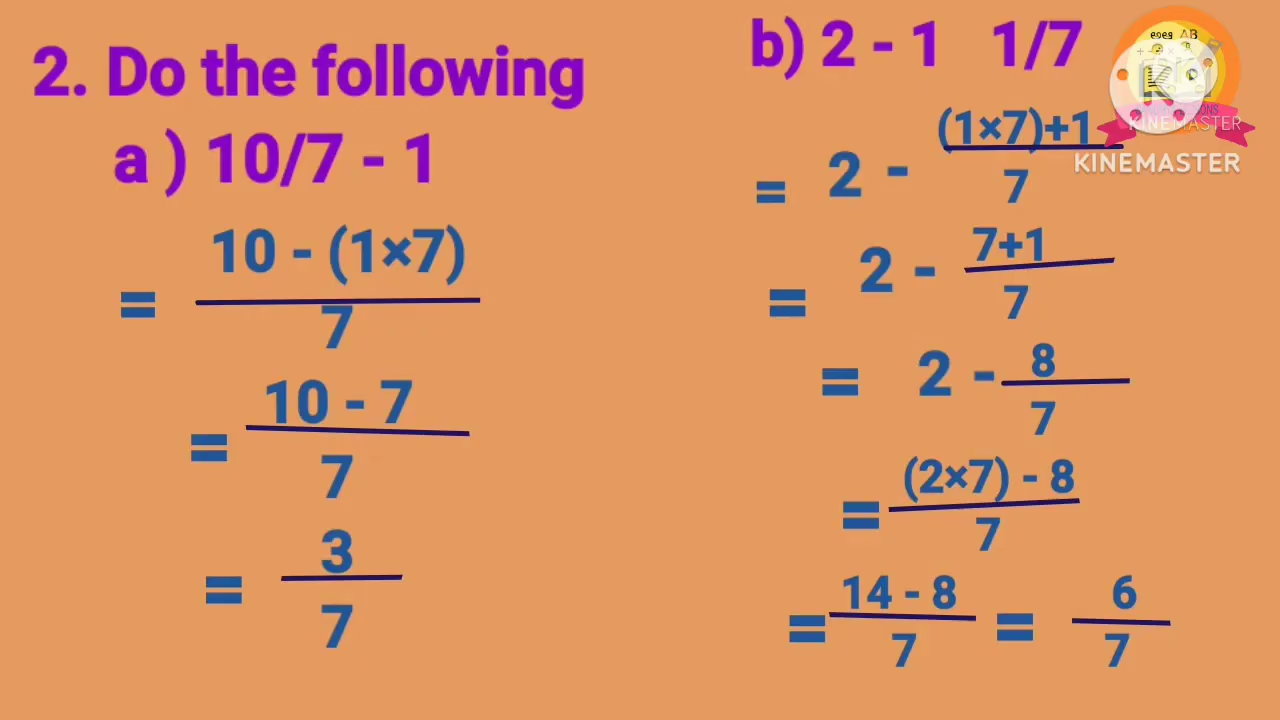 2. Do the following
a ) 10/7 - 1
10 - (1×7)
=
7
10 - 7
=
7
3
=
7
b) 2 - 1 1/7
(1×7)+1
= 2 -
7
7+1
= 2 -
7
8
= 2 -
7
(2×7) - 8
=
7
14 - 8 6
= =
7 7
AB
KINEMASTER
KINEMASTER